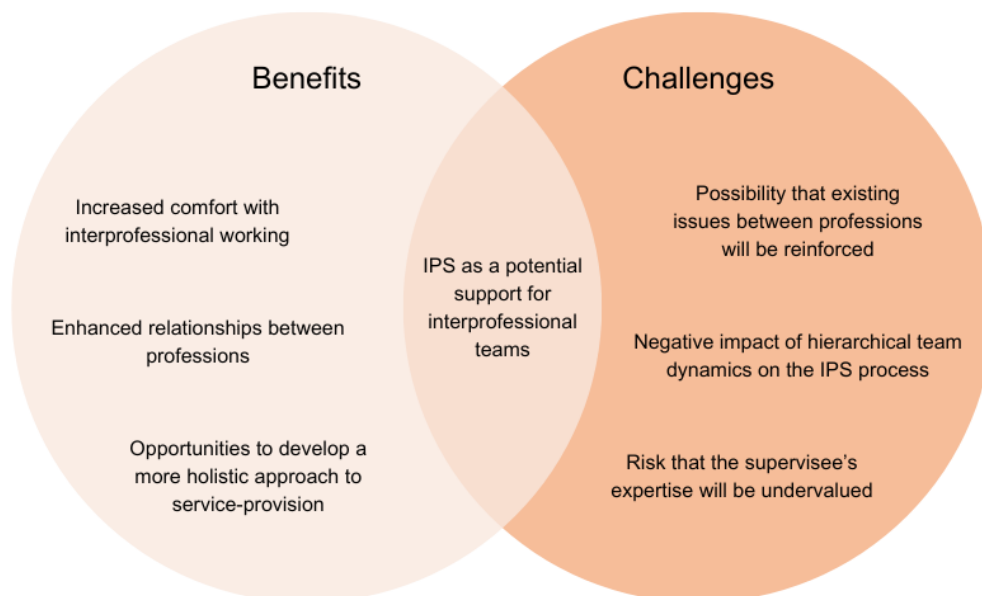 Benefits
Increased comfort with
interprofessional working
Enhanced relationships between
professions
Opportunities to develop a
more holistic approach to
service-provision
IPS as a potential
support for
interprofessional
teams
Challenges
Possibility that existing
issues between professions
will be reinforced
Negative impact of hierarchical team
dynamics on the IPS process
Risk that the supervisee’s
expertise will be undervalued